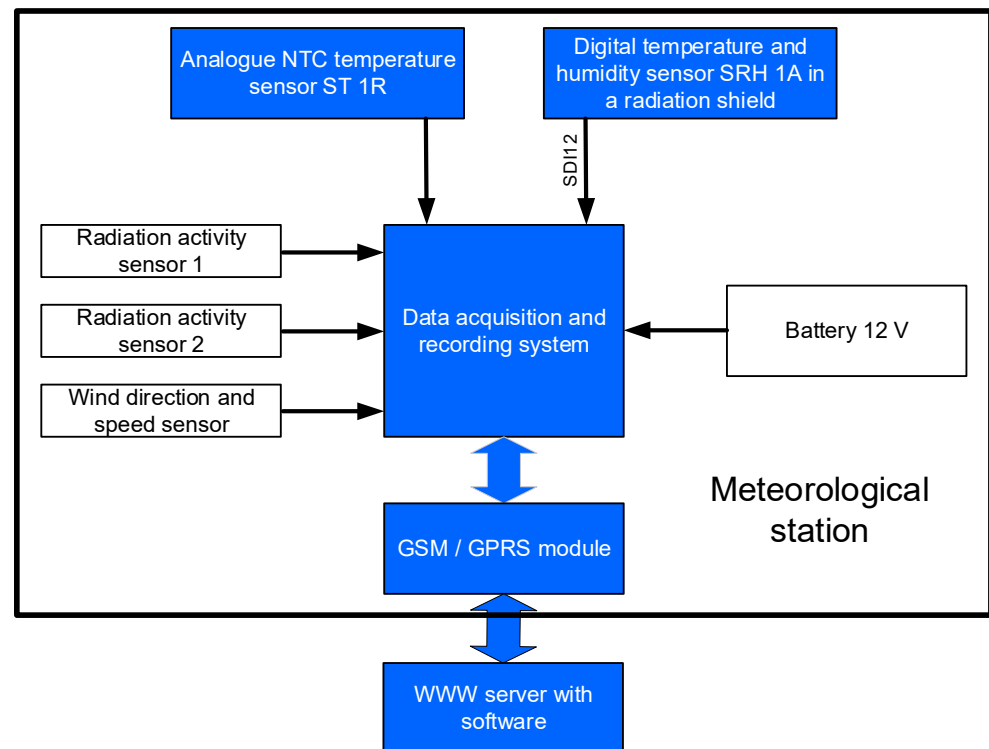 Analogue NTC temperature
sensor ST 1R
Digital temperature and
humidity sensor SRH 1A in
a radiation shield
SDI12
Radiation activity
sensor 1
Radiation activity
sensor 2
Wind direction and
speed sensor
Data acquisition and
recording system
Battery 12 V
Meteorological
station
GSM / GPRS module
WWW server with
software